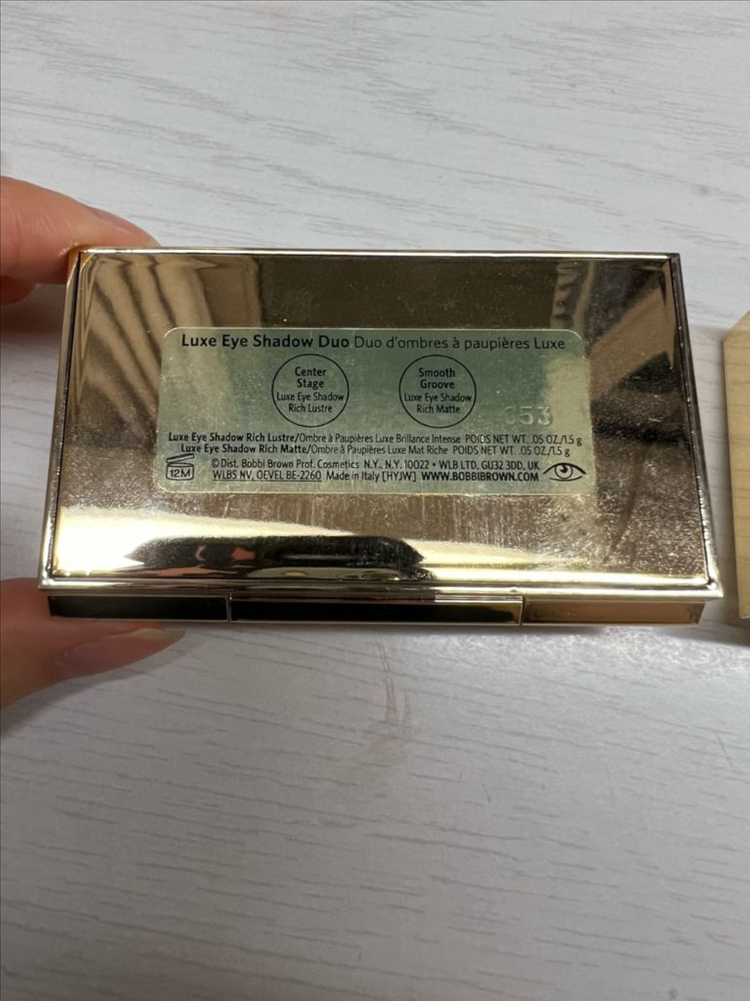 Luxe Eye Shadow Duo Duo d'ombres à paupières Luxe
Center
Stage
Luxe Eye Shadow
Rich Lustre
Smooth
Groove
Luxe Eye Shadow
Rich Matte
53
Luxe Eye Shadow Rich Lustre/Ombre à Paupières Luxe Brillance Intense POIDS NET WT. .05 OZ./1.5 g
Luxe Eye Shadow Rich Matte/Ombre à Paupières Luxe Mat Riche POIDS NET WT. .05 OZ./1.5 g
12M
© Dist. Bobbi Brown Prof. Cosmetics N.Y., N.Y. 10022 • WLB LTD, GU32 3DD, UK
WLBS NV, OEVEL BE-2260 Made in Italy [HYJW] WWW.BOBBIBROWN.COM